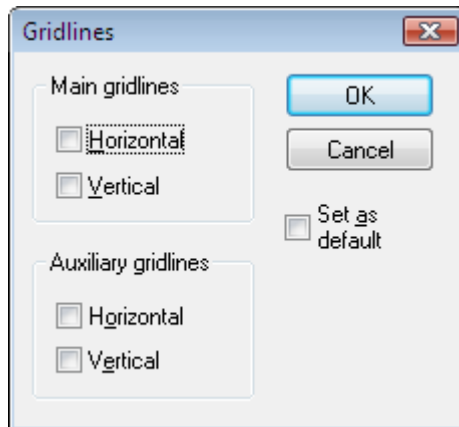 Gridlines
Main gridlines
Horizontal
Vertical
OK
Cancel
Set as
default
Auxiliary gridlines
Horizontal
Vertical